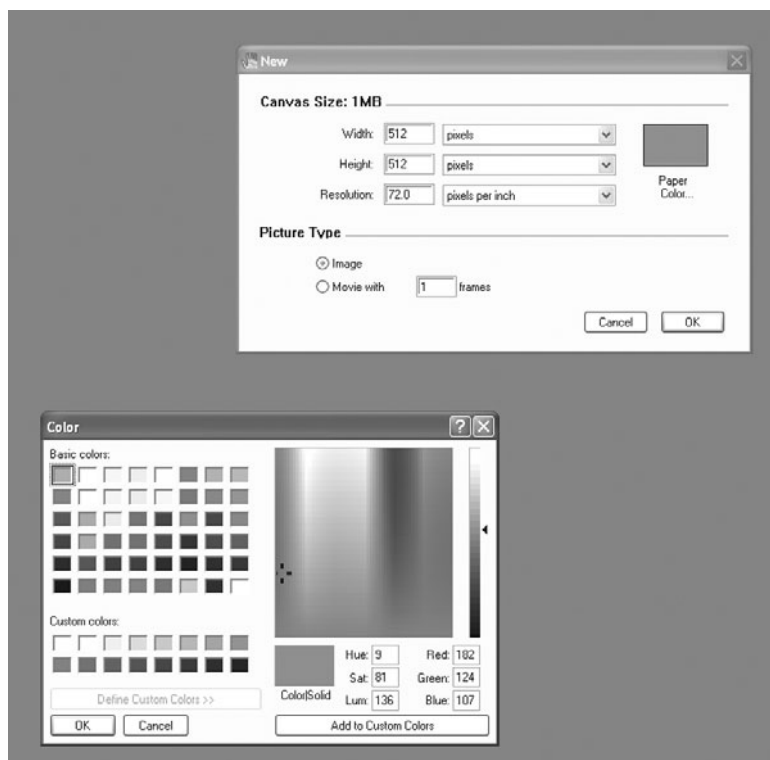 New
Canvas Size: 1MB
Width: 512 pixels
Height: 512 pixels
Resolution: 72.0 pixels per inch
Paper
Color...
Picture Type
Image
Movie with 1 frames
Cancel OK
Color
Basic colors:
Custom colors:
Define Custom Colors >>
OK Cancel
Color|Solid
Hue: 9 Red: 182
Sat: 81 Green: 124
Lum: 136 Blue: 107
Add to Custom Colors